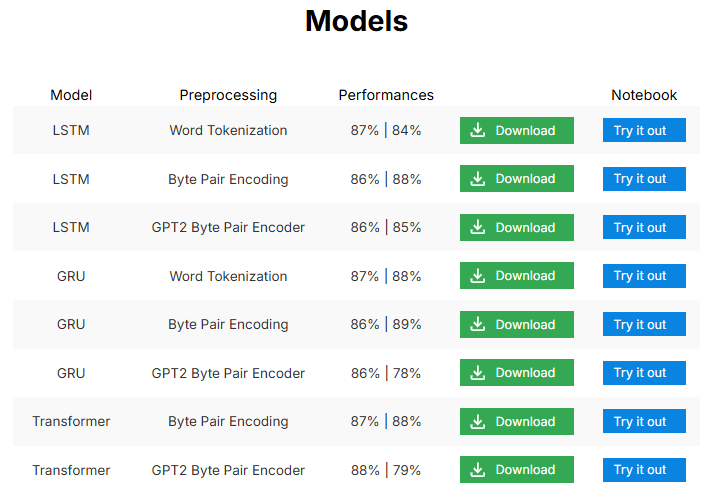 Models
Model Preprocessing Performances Notebook
LSTM Word Tokenization 87% | 84% Download Try it out
LSTM Byte Pair Encoding 86% | 88% Download Try it out
LSTM GPT2 Byte Pair Encoder 86% | 85% Download Try it out
GRU Word Tokenization 87% | 88% Download Try it out
GRU Byte Pair Encoding 86% | 89% Download Try it out
GRU GPT2 Byte Pair Encoder 86% | 78% Download Try it out
Transformer Byte Pair Encoding 87% | 88% Download Try it out
Transformer GPT2 Byte Pair Encoder 88% | 79% Download Try it out